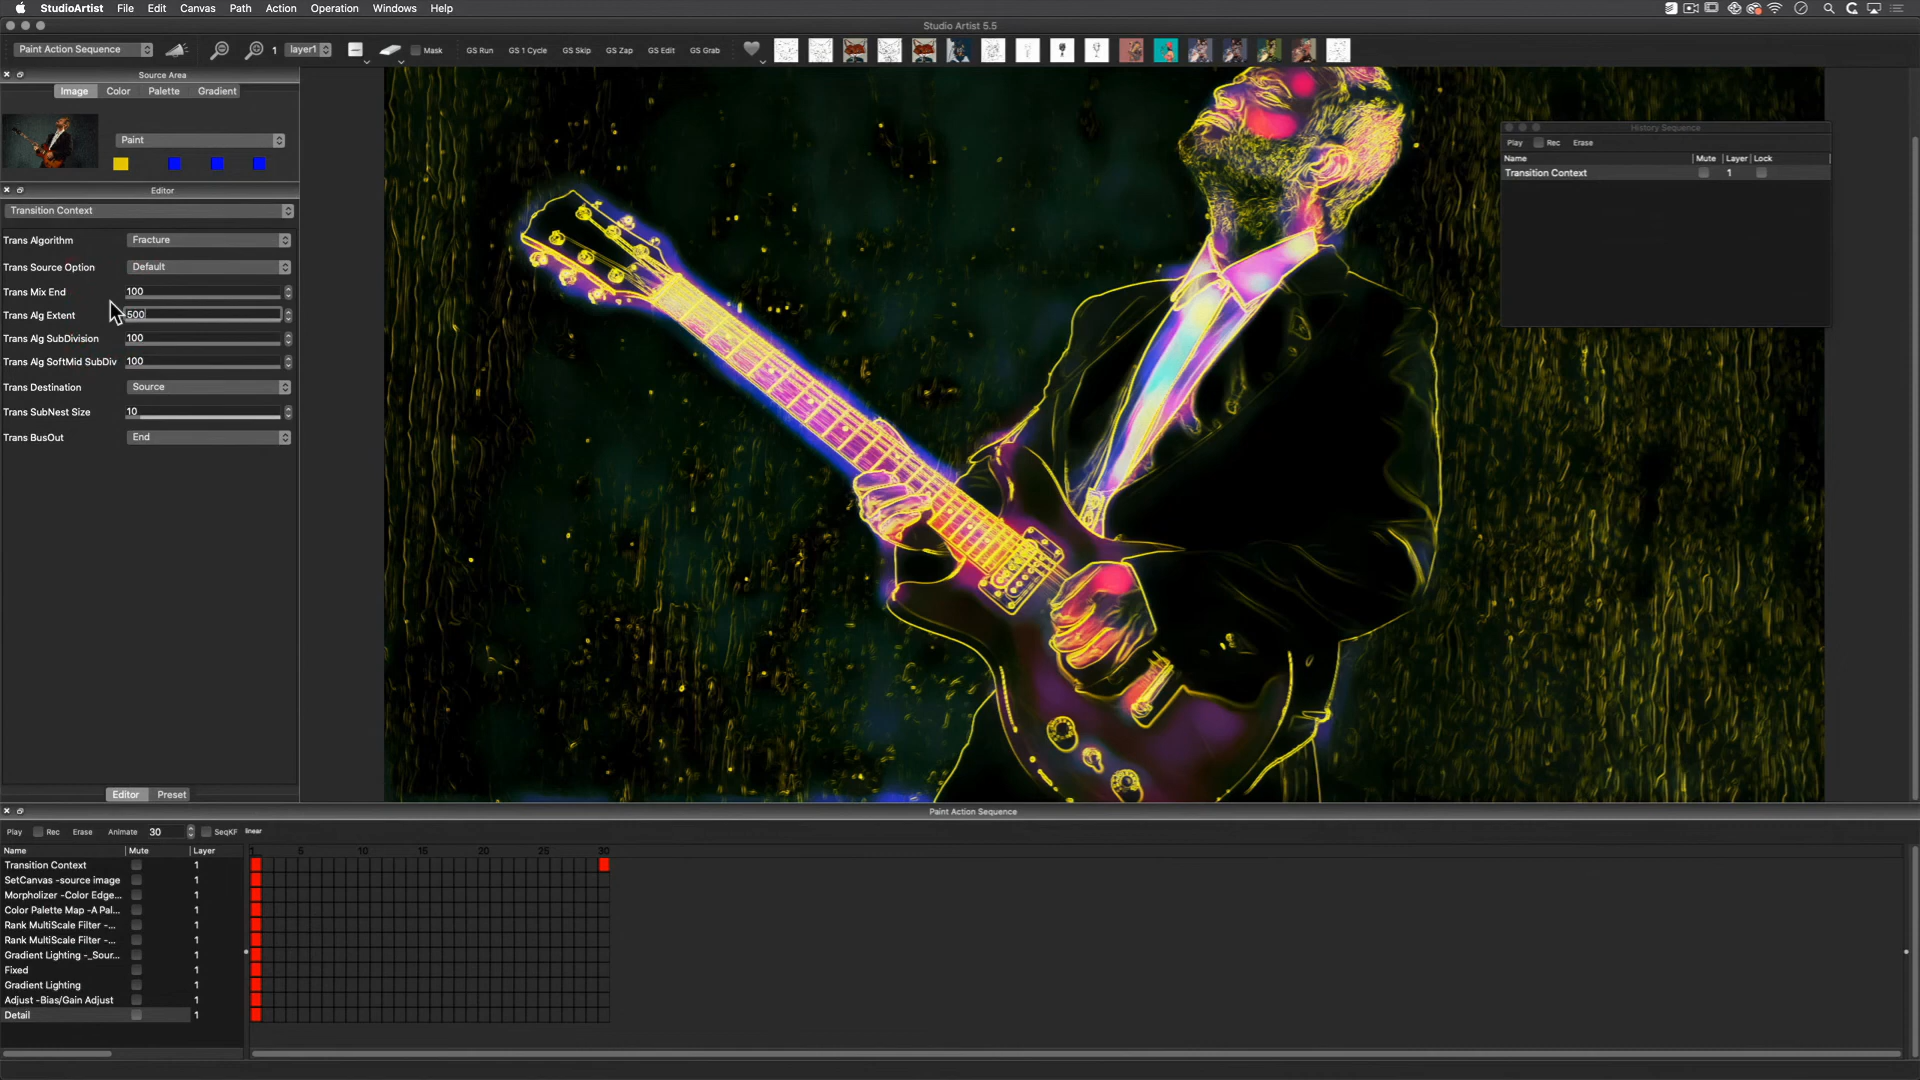 StudioArtist File Edit Canvas Path Action Operation Windows Help
Studio Artist 5.5
Paint Action Sequence 1 layer1 Mask GS Run GS 1 Cycle GS Skip GS Zap GS Edit GS Grab
Source Area
Image Color Palette Gradient
Paint
Editor
Transition Context
Trans Algorithm Fracture
Trans Source Option Default
Trans Mix End 100
Trans Alg Extent 500
Trans Alg SubDivision 100
Trans Alg SoftMid SubDiv 100
Trans Destination Source
Trans SubNest Size 10
Trans BusOut End
Editor Preset
History Sequence
Play Rec Erase
Name Mute Layer Lock
Transition Context 1
Paint Action Sequence
Play Rec Erase Animate 30 SeqKF linear
Name Mute Layer 1 5 10 15 20 25 30
Transition Context 1
SetCanvas -source image 1
Morpholizer -Color Edge... 1
Color Palette Map -A Pal... 1
Rank MultiScale Filter -... 1
Rank MultiScale Filter -... 1
Gradient Lighting -_Sour... 1
Fixed 1
Gradient Lighting 1
Adjust -Bias/Gain Adjust 1
Detail 1